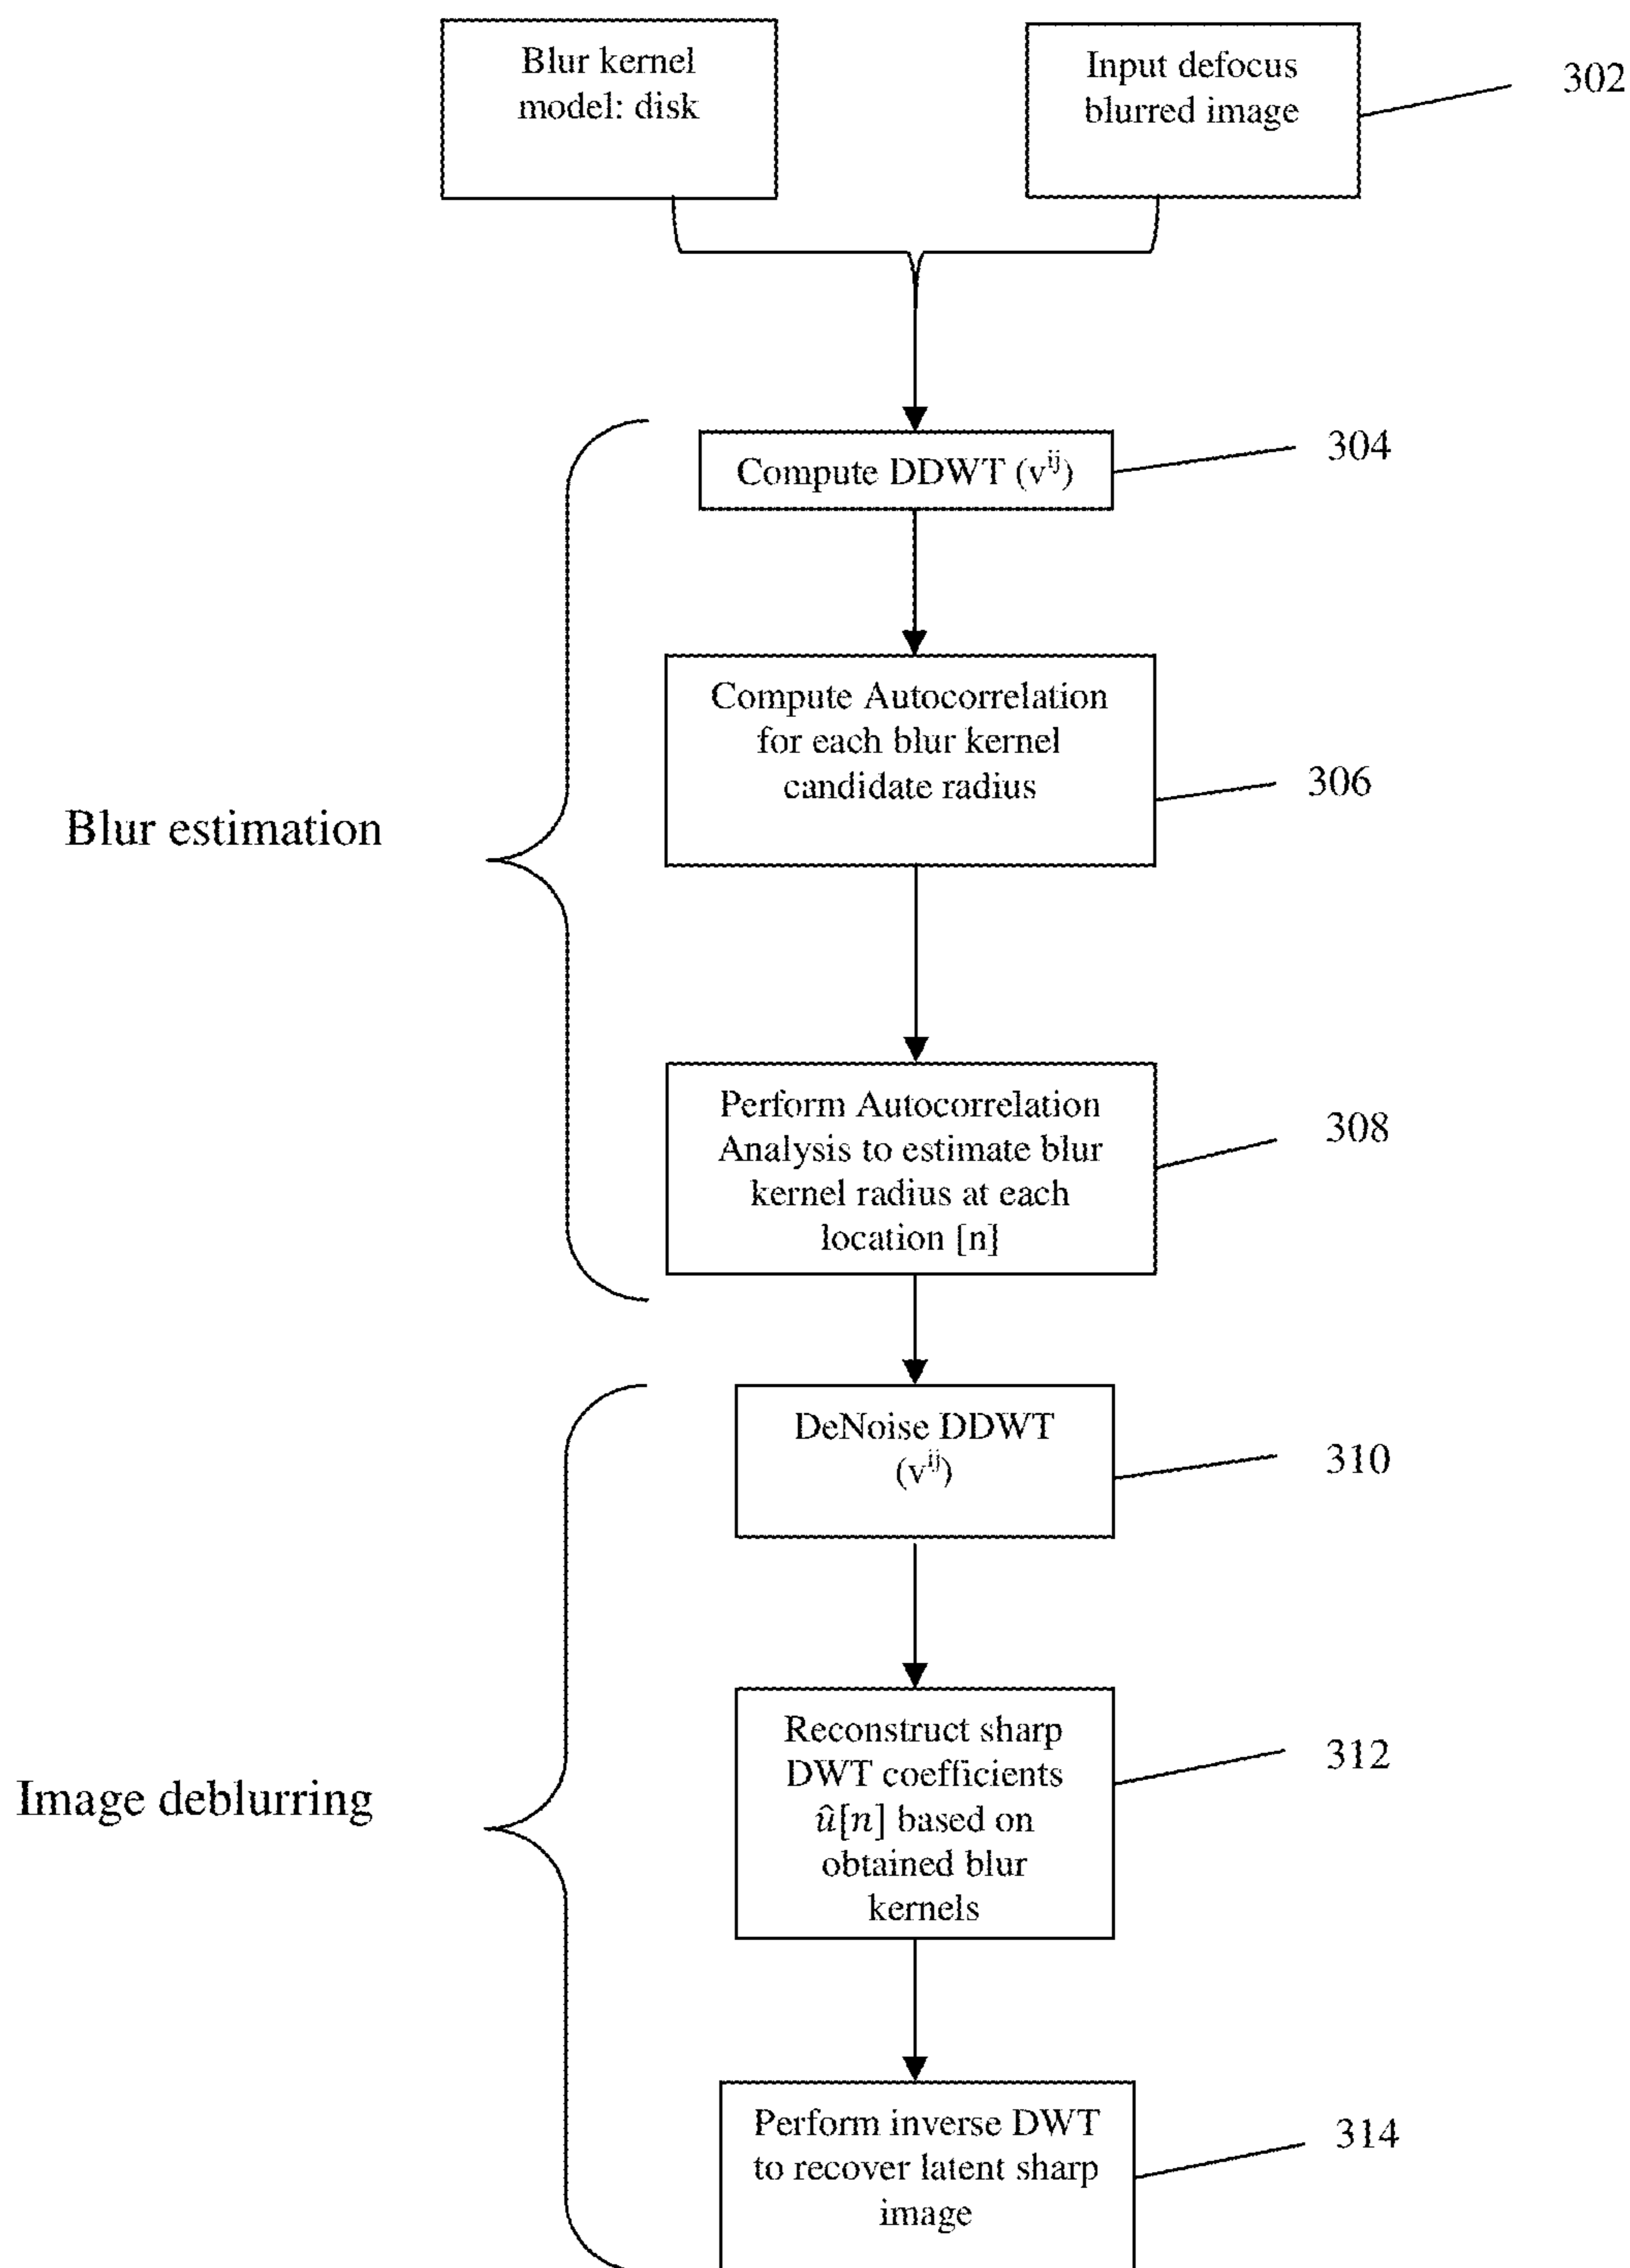 Blur kernel
model: disk
Input defocus
blurred image
302
Compute DDWT (v^ij)
304
Compute Autocorrelation
for each blur kernel
candidate radius
306
Blur estimation
Perform Autocorrelation
Analysis to estimate blur
kernel radius at each
location [n]
308
DeNoise DDWT
(v^ij)
310
Reconstruct sharp
DWT coefficients
û[n] based on
obtained blur
kernels
312
Image deblurring
Perform inverse DWT
to recover latent sharp
image
314